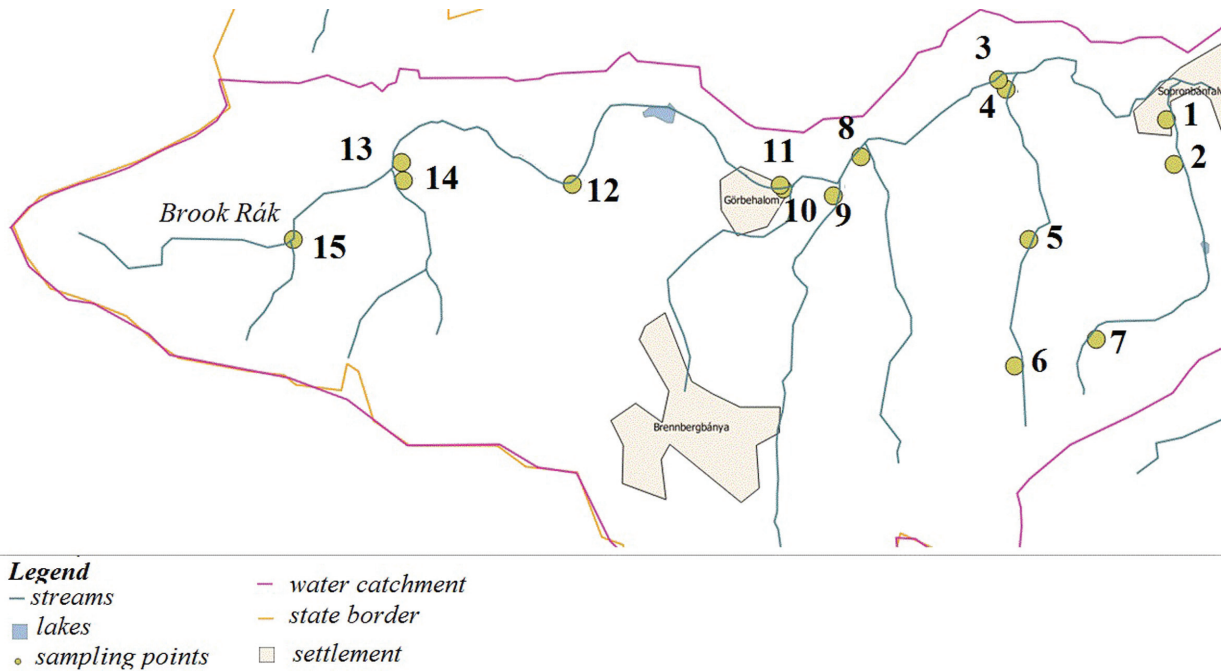 3
4
Sopronbánfalv
1
2
8
11
13
14
12
Görbehalom
10
9
Brook Rák
15
5
7
6
Brennbergbánya
Legend
streams
lakes
sampling points
water catchment
state border
settlement